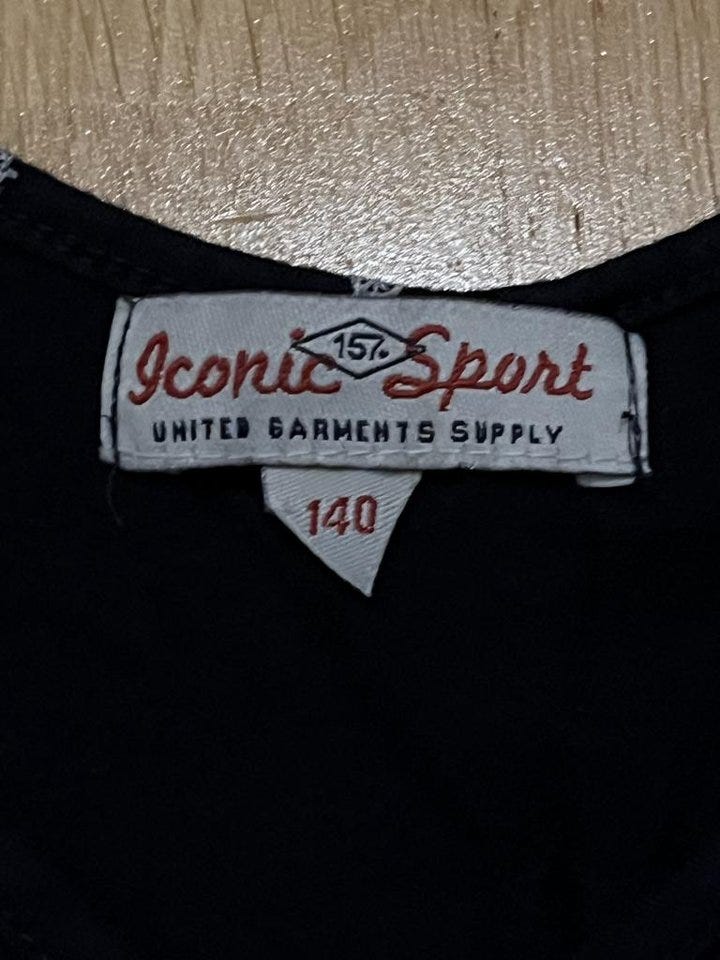 Iconic 157. Sport
UNITED GARMENTS SUPPLY
140